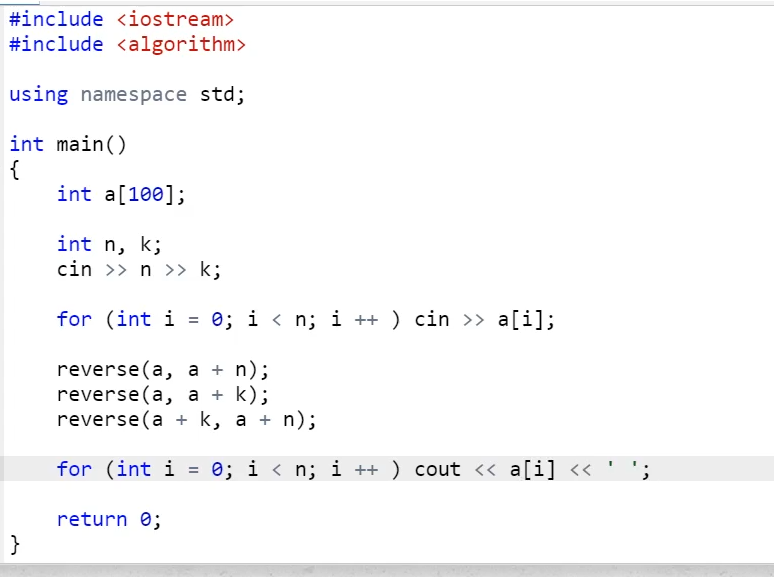 #include <iostream>
#include <algorithm>
using namespace std;
int main()
{
int a[100];
int n, k;
cin >> n >> k;
for (int i = 0; i < n; i ++ ) cin >> a[i];
reverse(a, a + n);
reverse(a, a + k);
reverse(a + k, a + n);
for (int i = 0; i < n; i ++ ) cout << a[i] << ' ';
return 0;
}